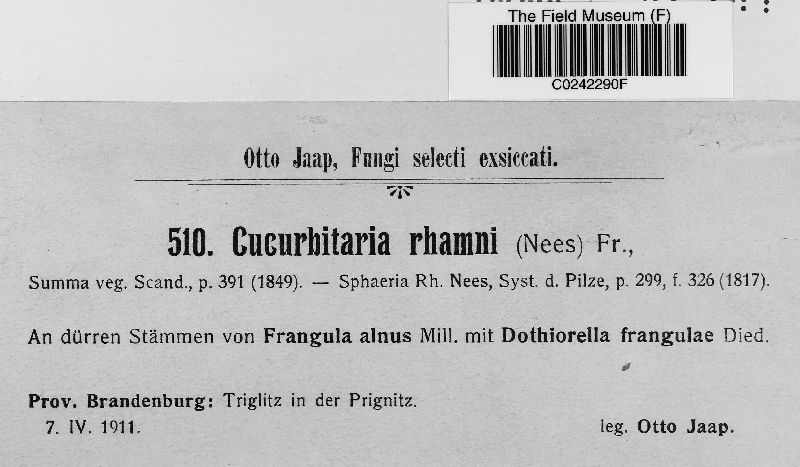 The Field Museum (F)
C0242290F
Otto Jaap, Fungi selecti exsiccati.
510. Cucurbitaria rhamni (Nees) Fr.,
Summa veg. Scand., p. 391 (1849). — Sphaeria Rh. Nees, Syst. d. Pilze, p. 299, f. 326 (1817).
An dürren Stämmen von Frangula alnus Mill. mit Dothiorella frangulae Died.
Prov. Brandenburg: Triglitz in der Prignitz.
7. IV. 1911. leg. Otto Jaap.